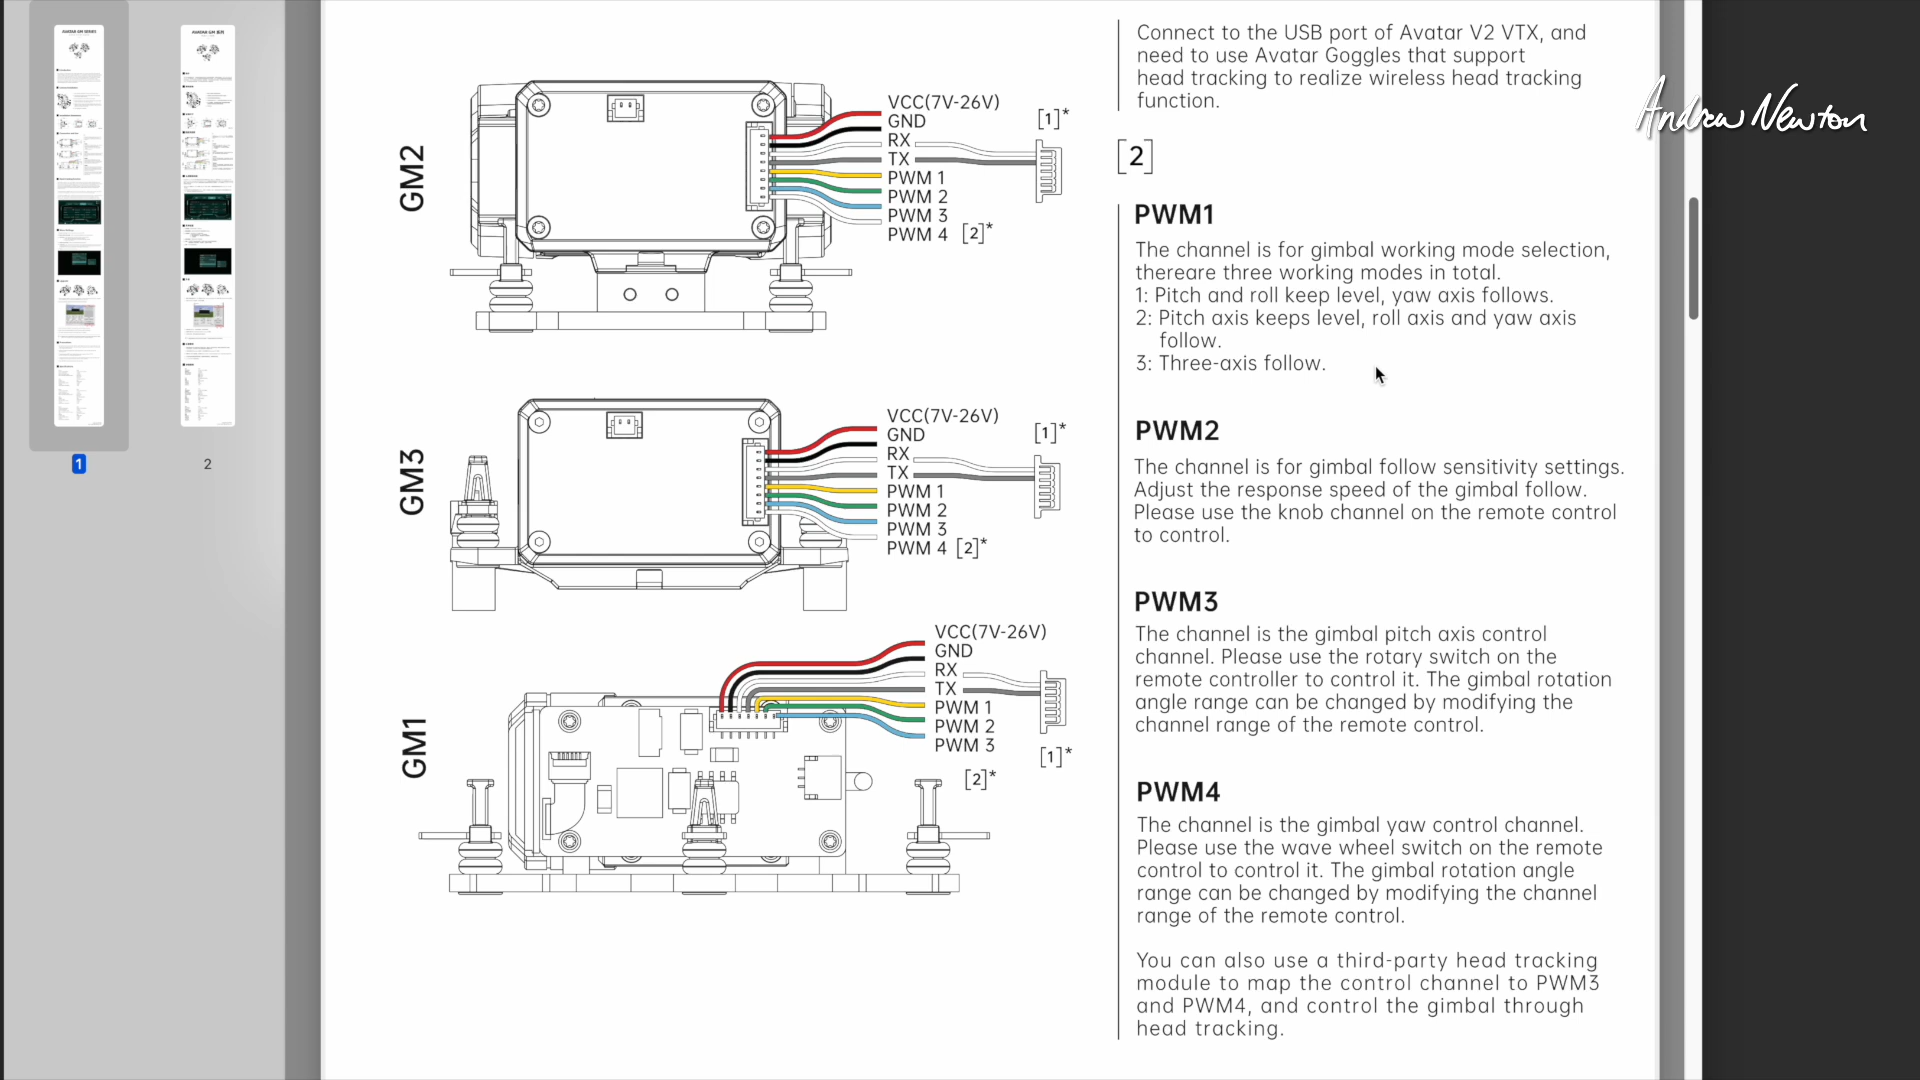 AVATAR GM SERIES
1
2
GM2
VCC(7V-26V)
GND
RX
TX
PWM 1
PWM 2
PWM 3
PWM 4 [2]*
[1]*
GM3
VCC(7V-26V)
GND
RX
TX
PWM 1
PWM 2
PWM 3
PWM 4 [2]*
[1]*
GM1
VCC(7V-26V)
GND
RX
TX
PWM 1
PWM 2
PWM 3
[2]*
[1]*
Connect to the USB port of Avatar V2 VTX, and
need to use Avatar Goggles that support
head tracking to realize wireless head tracking
function.
[2]
PWM1
The channel is for gimbal working mode selection,
thereare three working modes in total.
1: Pitch and roll keep level, yaw axis follows.
2: Pitch axis keeps level, roll axis and yaw axis
follow.
3: Three-axis follow.
PWM2
The channel is for gimbal follow sensitivity settings.
Adjust the response speed of the gimbal follow.
Please use the knob channel on the remote control
to control.
PWM3
The channel is the gimbal pitch axis control
channel. Please use the rotary switch on the
remote controller to control it. The gimbal rotation
angle range can be changed by modifying the
channel range of the remote control.
PWM4
The channel is the gimbal yaw control channel.
Please use the wave wheel switch on the remote
control to control it. The gimbal rotation angle
range can be changed by modifying the channel
range of the remote control.
You can also use a third-party head tracking
module to map the control channel to PWM3
and PWM4, and control the gimbal through
head tracking.
Andrew Newton